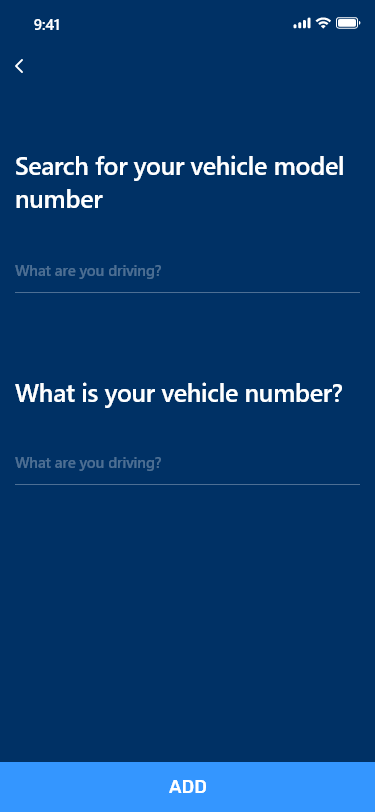 9:41
Search for your vehicle model
number
What are you driving?
What is your vehicle number?
What are you driving?
ADD